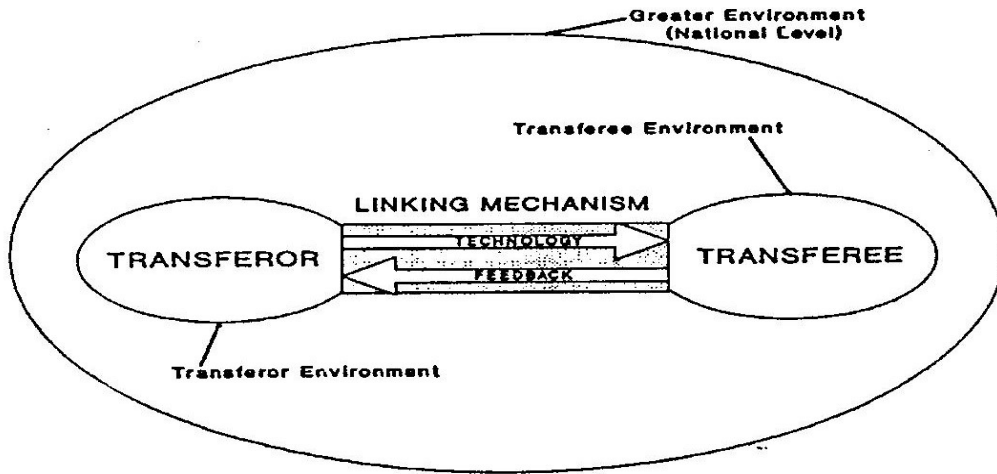 Greater Environment
(National Level)
Transferee Environment
LINKING MECHANISM
TECHNOLOGY
TRANSFEROR
TRANSFEREE
FEEDBACK
Transferor Environment